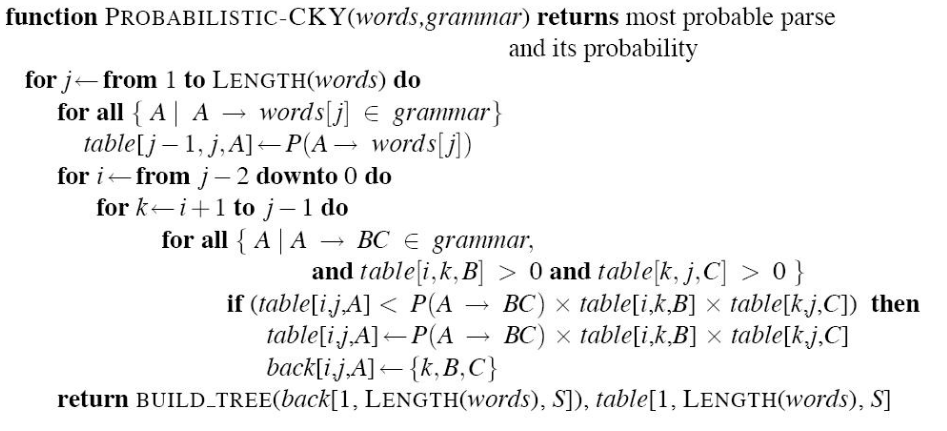 function PROBABILISTIC-CKY(words,grammar) returns most probable parse
and its probability
for j←from 1 to LENGTH(words) do
for all { A | A → words[j] ∈ grammar}
table[j−1, j, A]←P(A → words[j])
for i←from j−2 downto 0 do
for k←i+1 to j−1 do
for all { A | A → BC ∈ grammar,
and table[i,k,B] > 0 and table[k, j,C] > 0 }
if (table[i,j,A] < P(A → BC) × table[i,k,B] × table[k,j,C]) then
table[i,j,A]←P(A → BC) × table[i,k,B] × table[k,j,C]
back[i,j,A]←{k,B,C}
return BUILD_TREE(back[1, LENGTH(words), S]), table[1, LENGTH(words), S]